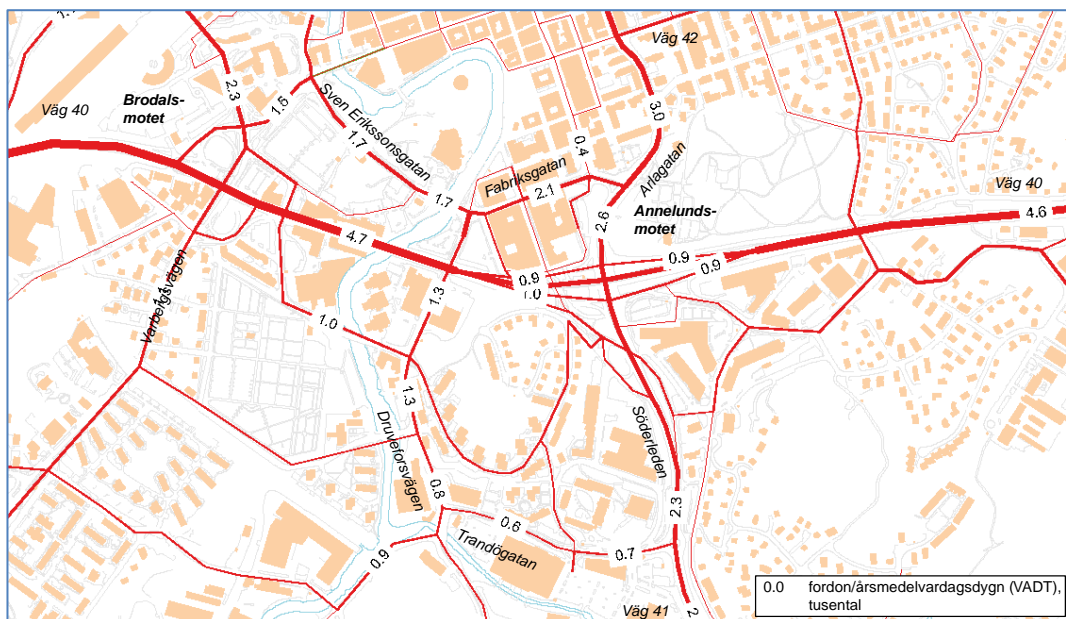 Väg 42
Väg 40
Brodals-
motet
2.3
1.5
Sven Erikssonsgatan
1.7
3.0
0.4
Fabriksgatan
2.1
Arlagatan
1.7
2.6
Annelunds-
motet
Väg 40
4.6
4.7
0.9
0.9
0.9
1.3
Varbergsvägen
1.1
1.0
1.3
Druveforsvägen
Söderleden
0.8
2.3
0.6
Trandögatan
0.7
0.9
Väg 41
0.0 fordon/årsmedelvardagsdygn (VADT),
tusental